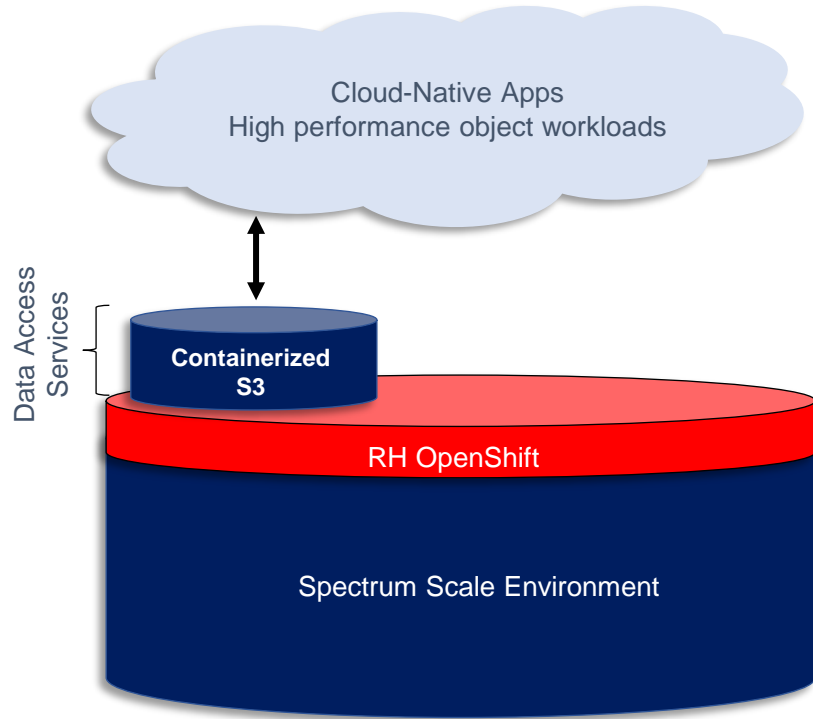 Cloud-Native Apps
High performance object workloads
Data Access
Services
Containerized
S3
RH OpenShift
Spectrum Scale Environment